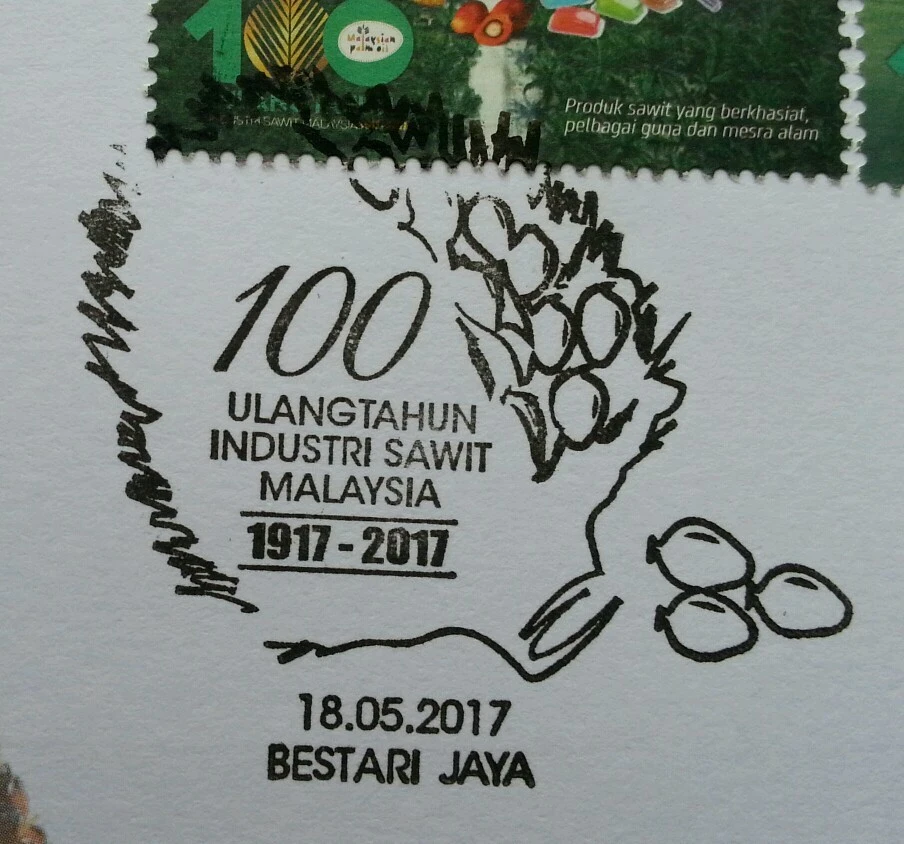 100
Malaysian
palm oil
Produk sawit yang berkhasiat,
pelbagai guna dan mesra alam
100
ULANGTAHUN
INDUSTRI SAWIT
MALAYSIA
1917 - 2017
18.05.2017
BESTARI JAYA